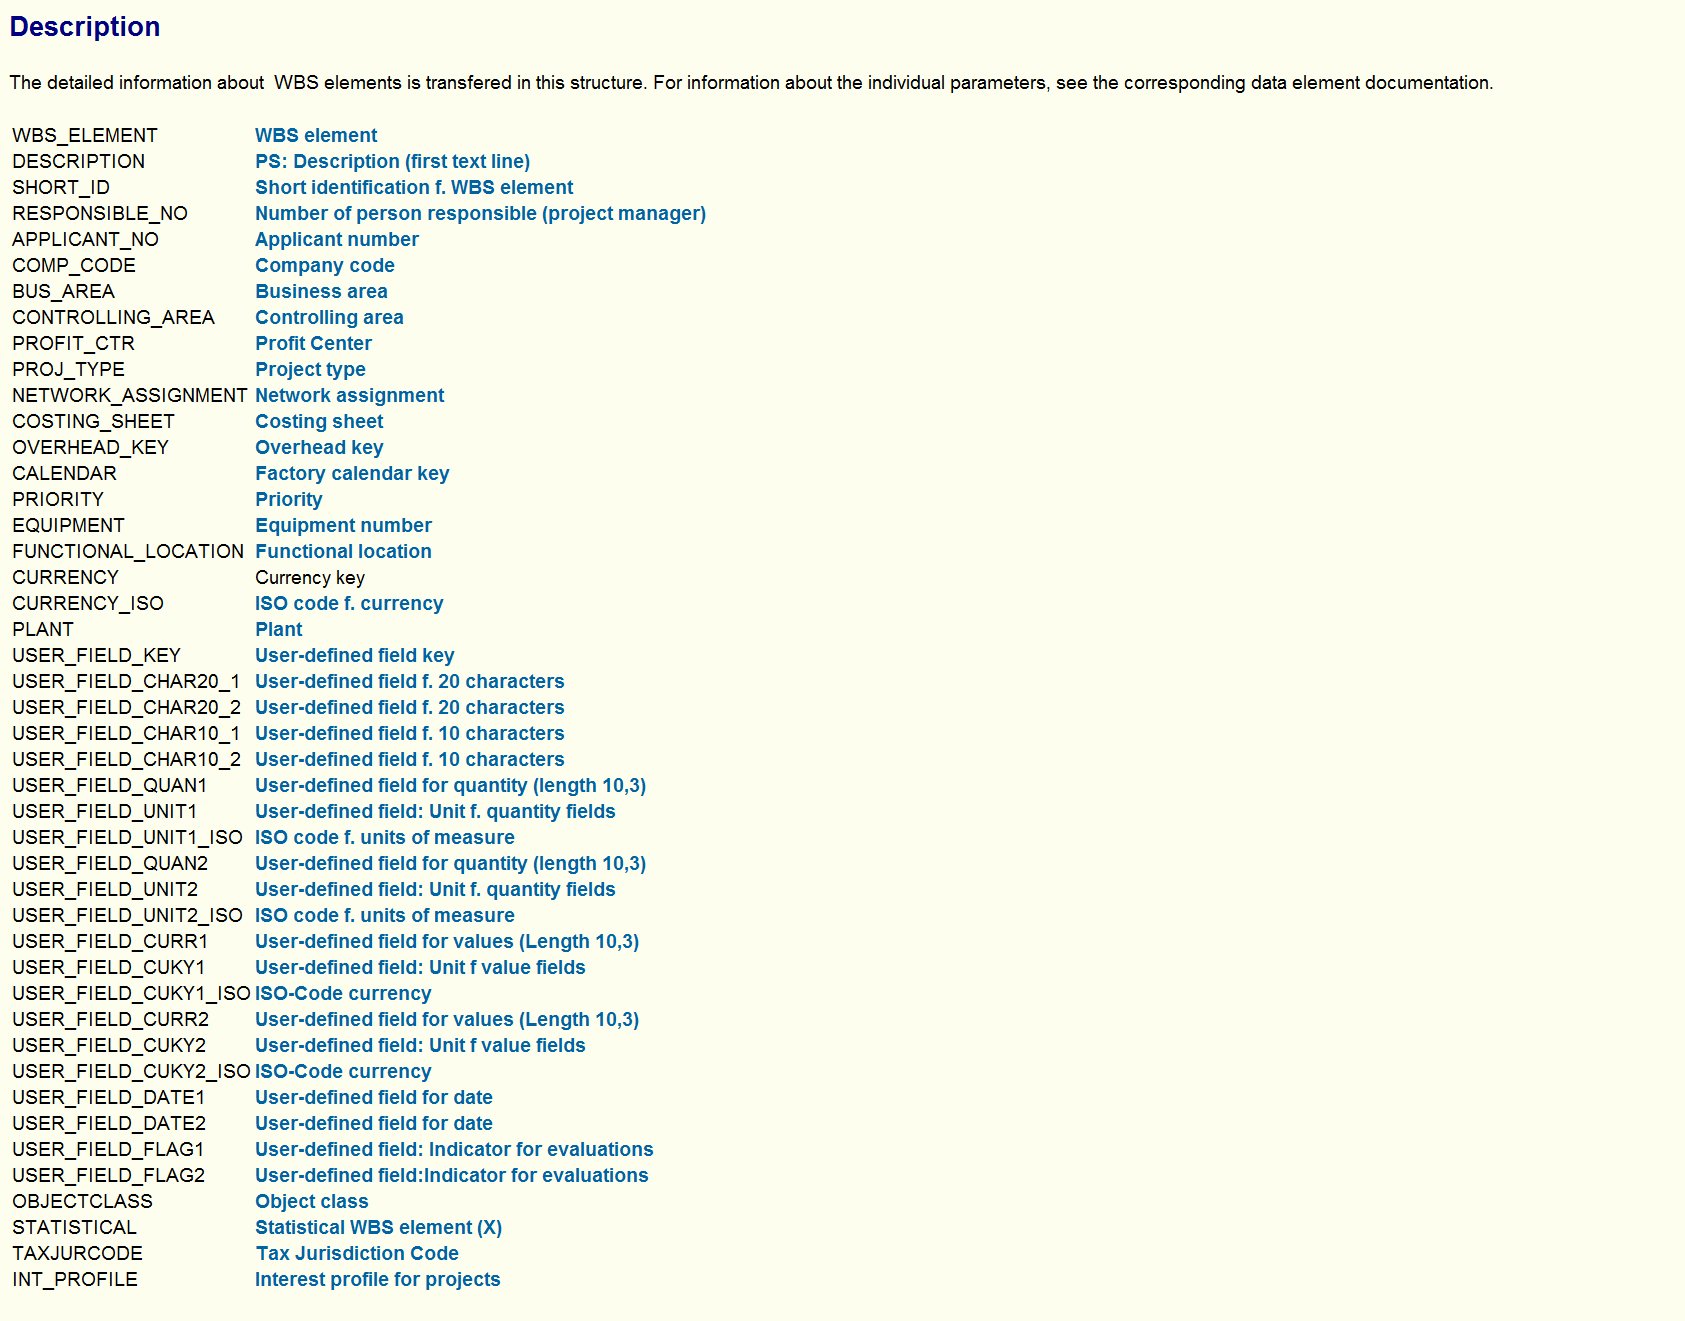 Description
The detailed information about  WBS elements is transfered in this structure. For information about the individual parameters, see the corresponding data element documentation.
WBS_ELEMENT WBS element
DESCRIPTION PS: Description (first text line)
SHORT_ID Short identification f. WBS element
RESPONSIBLE_NO Number of person responsible (project manager)
APPLICANT_NO Applicant number
COMP_CODE Company code
BUS_AREA Business area
CONTROLLING_AREA Controlling area
PROFIT_CTR Profit Center
PROJ_TYPE Project type
NETWORK_ASSIGNMENT Network assignment
COSTING_SHEET Costing sheet
OVERHEAD_KEY Overhead key
CALENDAR Factory calendar key
PRIORITY Priority
EQUIPMENT Equipment number
FUNCTIONAL_LOCATION Functional location
CURRENCY Currency key
CURRENCY_ISO ISO code f. currency
PLANT Plant
USER_FIELD_KEY User-defined field key
USER_FIELD_CHAR20_1 User-defined field f. 20 characters
USER_FIELD_CHAR20_2 User-defined field f. 20 characters
USER_FIELD_CHAR10_1 User-defined field f. 10 characters
USER_FIELD_CHAR10_2 User-defined field f. 10 characters
USER_FIELD_QUAN1 User-defined field for quantity (length 10,3)
USER_FIELD_UNIT1 User-defined field: Unit f. quantity fields
USER_FIELD_UNIT1_ISO ISO code f. units of measure
USER_FIELD_QUAN2 User-defined field for quantity (length 10,3)
USER_FIELD_UNIT2 User-defined field: Unit f. quantity fields
USER_FIELD_UNIT2_ISO ISO code f. units of measure
USER_FIELD_CURR1 User-defined field for values (Length 10,3)
USER_FIELD_CUKY1 User-defined field: Unit f value fields
USER_FIELD_CUKY1_ISO ISO-Code currency
USER_FIELD_CURR2 User-defined field for values (Length 10,3)
USER_FIELD_CUKY2 User-defined field: Unit f value fields
USER_FIELD_CUKY2_ISO ISO-Code currency
USER_FIELD_DATE1 User-defined field for date
USER_FIELD_DATE2 User-defined field for date
USER_FIELD_FLAG1 User-defined field: Indicator for evaluations
USER_FIELD_FLAG2 User-defined field:Indicator for evaluations
OBJECTCLASS Object class
STATISTICAL Statistical WBS element (X)
TAXJURCODE Tax Jurisdiction Code
INT_PROFILE Interest profile for projects